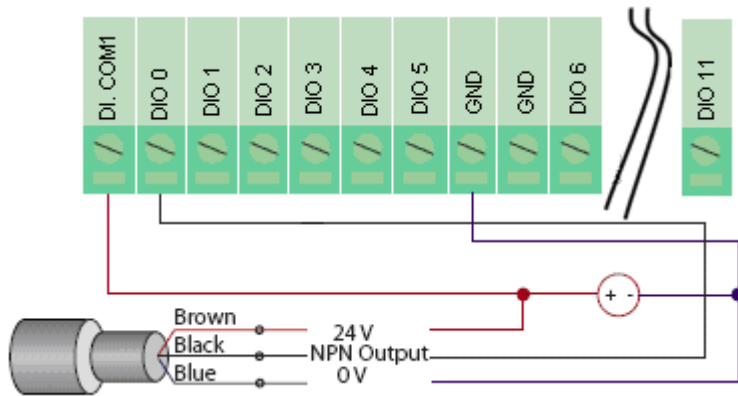 DI. COM1
DIO 0
DIO 1
DIO 2
DIO 3
DIO 4
DIO 5
GND
GND
DIO 6
DIO 11
+ -
Brown
24 V
Black
NPN Output
Blue
0 V